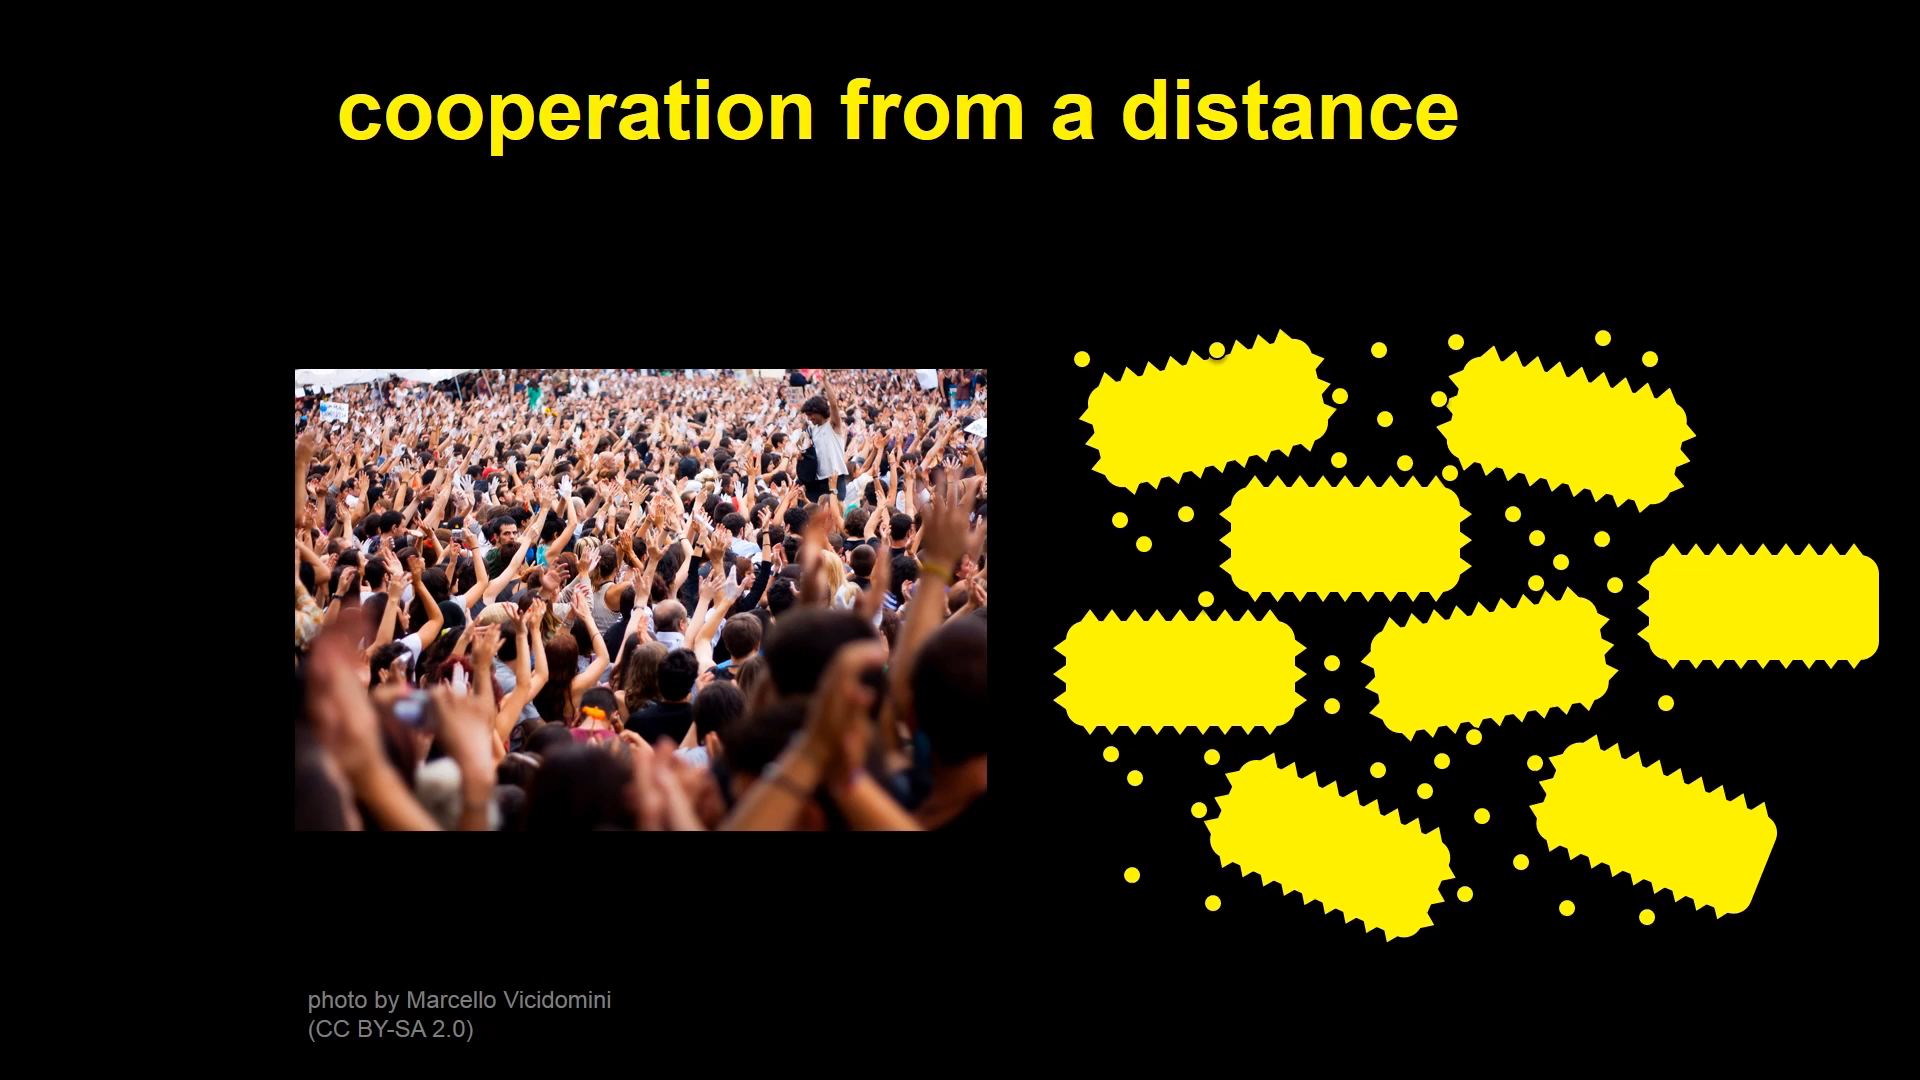 cooperation from a distance
photo by Marcello Vicidomini
(CC BY-SA 2.0)